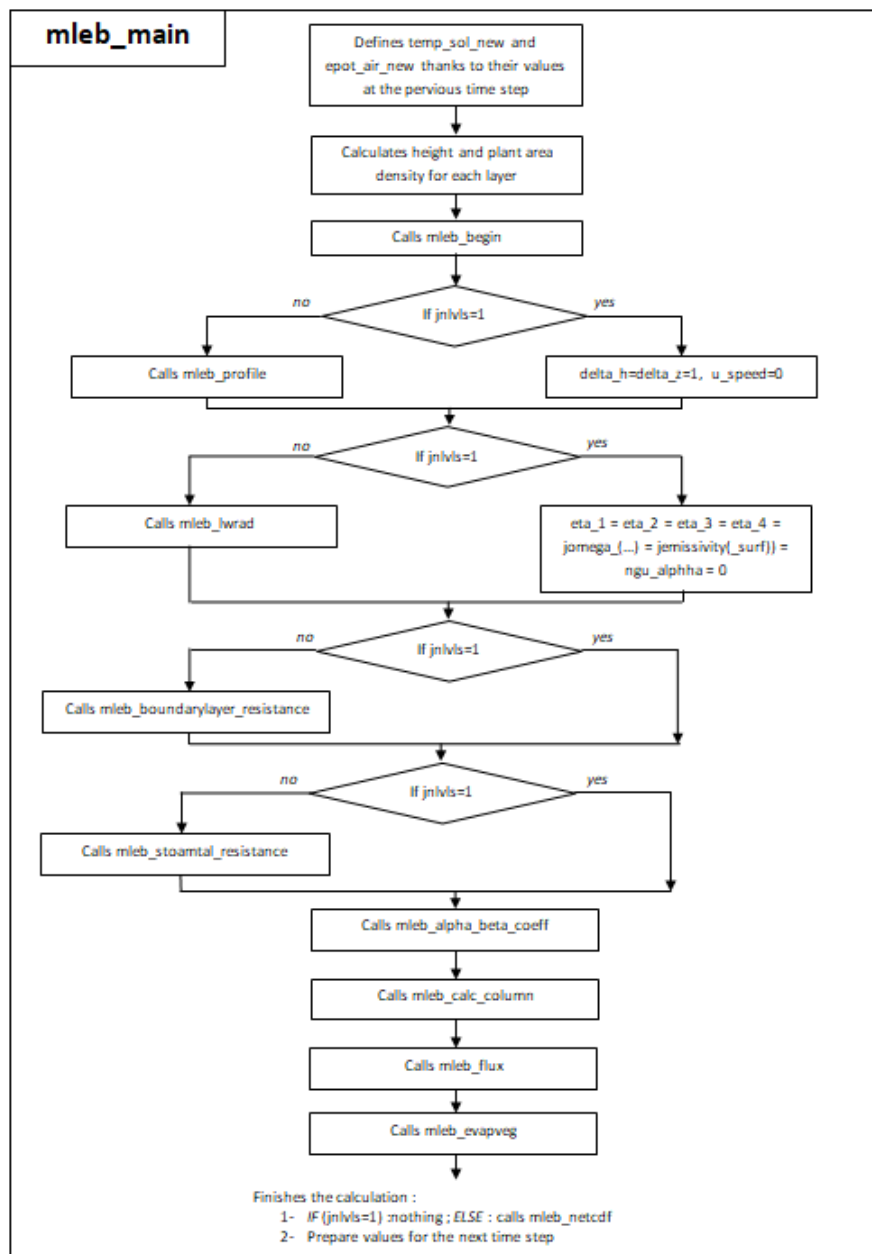 mleb_main
Defines temp_sol_new and
epot_air_new thanks to their values
at the pervious time step
Calculates height and plant area
density for each layer
Calls mleb_begin
no
If jnlvls=1
yes
Calls mleb_profile
delta_h=delta_z=1, u_speed=0
no
If jnlvls=1
yes
Calls mleb_lwrad
eta_1 = eta_2 = eta_3 = eta_4 =
jomega_(...) = jemissivity(_surf)) =
ngu_alphha = 0
no
If jnlvls=1
yes
Calls mleb_boundarylayer_resistance
no
If jnlvls=1
yes
Calls mleb_stoamtal_resistance
Calls mleb_alpha_beta_coeff
Calls mleb_calc_column
Calls mleb_flux
Calls mleb_evapveg
Finishes the calculation :
1- IF (jnlvls=1) :nothing ; ELSE : calls mleb_netcdf
2- Prepare values for the next time step